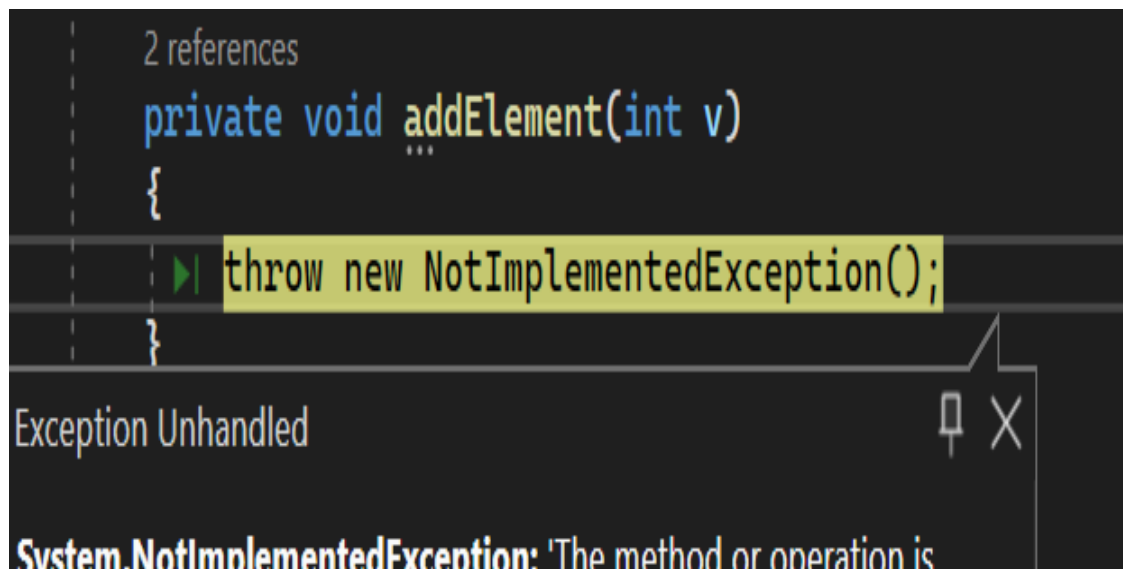 2 references
private void addElement(int v)
{
throw new NotImplementedException();
}
Exception Unhandled
System.NotImplementedException: 'The method or operation is